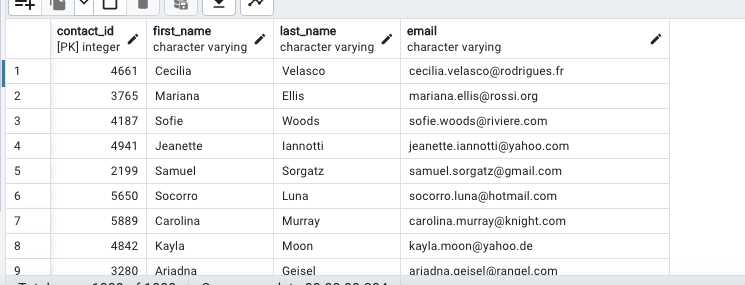 contact_id first_name last_name email
[PK] integer character varying character varying character varying
1 4661 Cecilia Velasco cecilia.velasco@rodrigues.fr
2 3765 Mariana Ellis mariana.ellis@rossi.org
3 4187 Sofie Woods sofie.woods@riviere.com
4 4941 Jeanette Iannotti jeanette.iannotti@yahoo.com
5 2199 Samuel Sorgatz samuel.sorgatz@gmail.com
6 5650 Socorro Luna socorro.luna@hotmail.com
7 5889 Carolina Murray carolina.murray@knight.com
8 4842 Kayla Moon kayla.moon@yahoo.de
9 3280 Ariadna Geisel ariadna.geisel@rangel.com